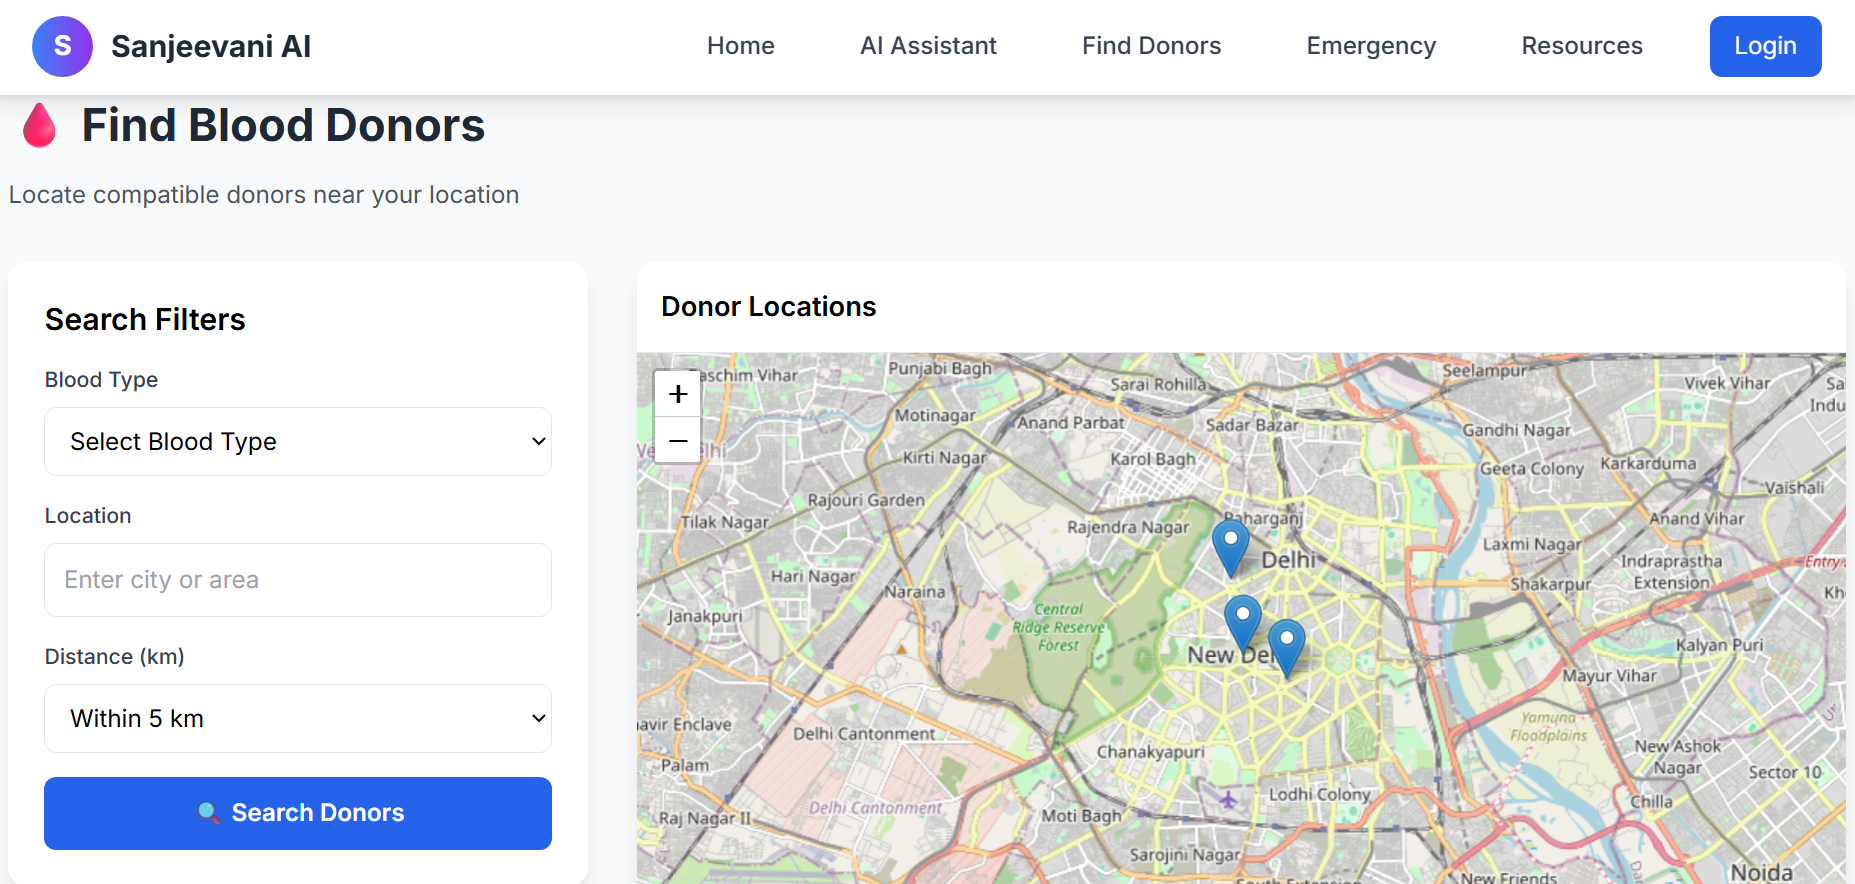 S Sanjeevani AI
Home
AI Assistant
Find Donors
Emergency
Resources
Login
Find Blood Donors
Locate compatible donors near your location
Search Filters
Blood Type
Select Blood Type
Location
Enter city or area
Distance (km)
Within 5 km
Search Donors
Donor Locations
+
−
aschim Vihar
Punjabi Bagh
Sarai Rohilla
Seelampur
Vivek Vihar
Motinagar
Anand Parbat
Sadar Bazar
Gandhi Nagar
Kirti Nagar
Karol Bagh
Geeta Colony
Karkarduma
Vaishali
Rajouri Garden
Tilak Nagar
Rajendra Nagar
Paharganj
Anand Vihar
Delhi
Laxmi Nagar
Indraprastha
Extension
Hari Nagar
Naraina
Shakarpur
Entry
Janakpuri
Central
Ridge Reserve
Forest
New Del
Kalyan Puri
Mayur Vihar
avir Enclave
Delhi Cantonment
Chanakyapuri
Yamuna
Floodplains
New Ashok
Nagar
Palam
Sector 10
Delhi Cantonment
Lodhi Colony
Chilla
Raj Nagar II
Moti Bagh
Sarojini Nagar
Noida
New Friends